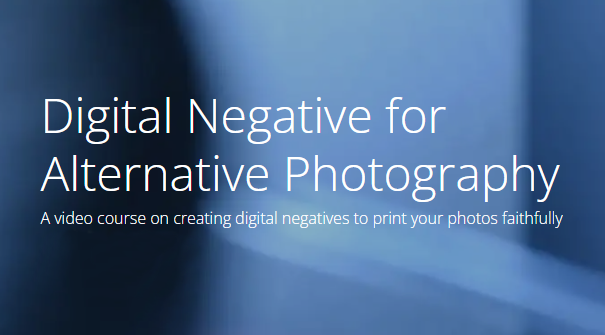 Digital Negative for
Alternative Photography
A video course on creating digital negatives to print your photos faithfully